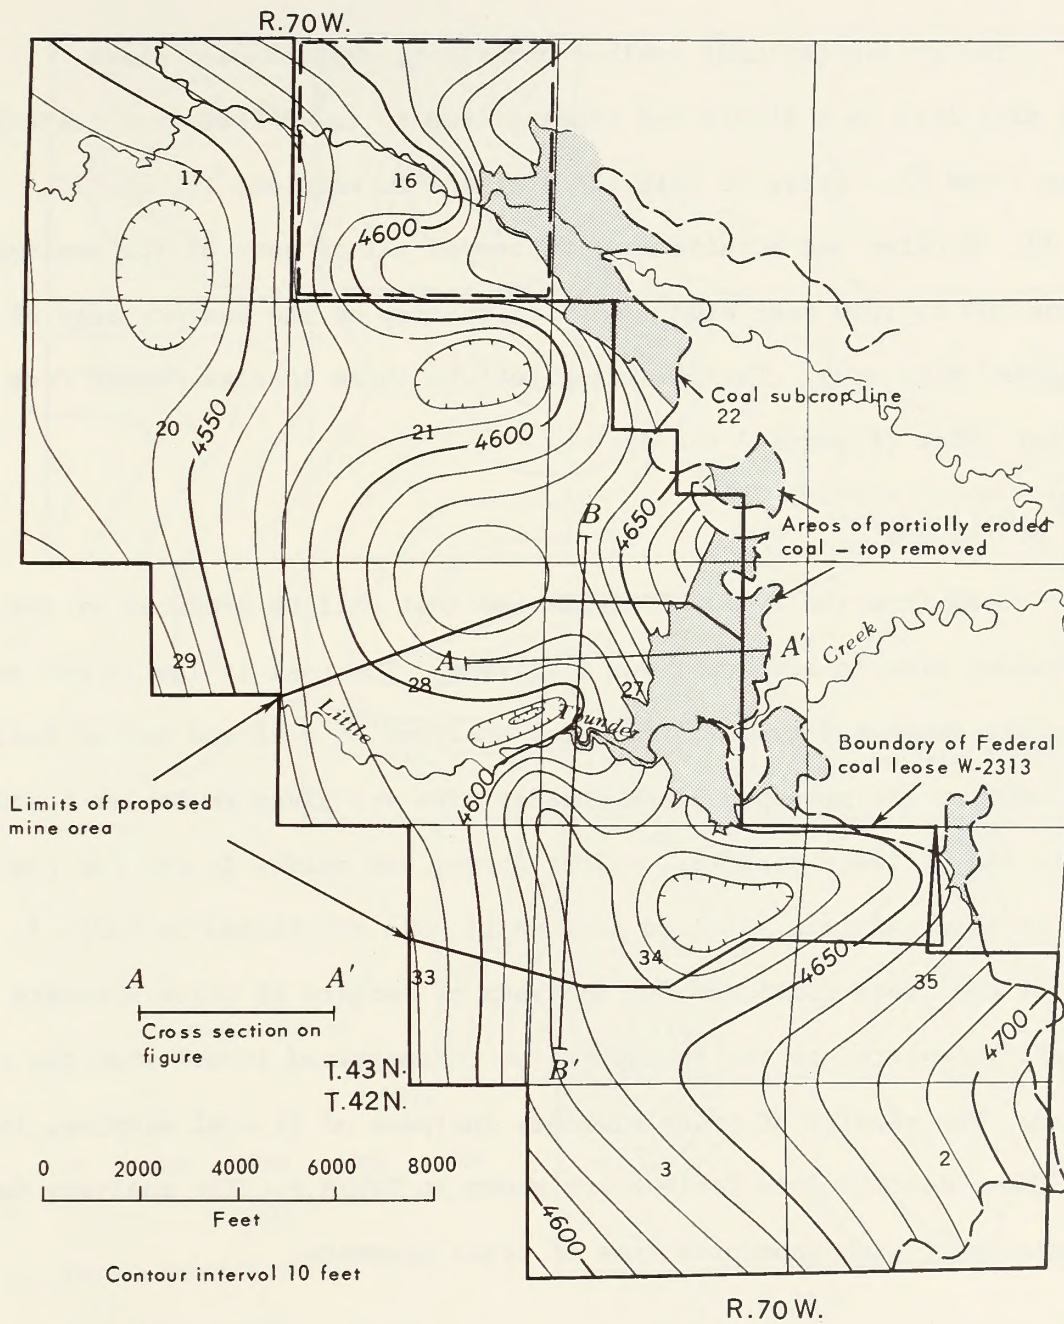 R.70W.
17
16
4600
4550
20
21
4600
Coal subcrop line
22
B
4650
Areas of partially eroded
coal – top removed
Creek
A
A'
29
28
27
Little
Thunder
Boundary of Federal
coal lease W-2313
Limits of proposed
mine area
4600
34
4650
33
35
A
A'
Cross section on
figure
4700
T.43N.
B'
T.42N.
0 2000 4000 6000 8000
Feet
3
2
4600
Contour interval 10 feet
R.70W.